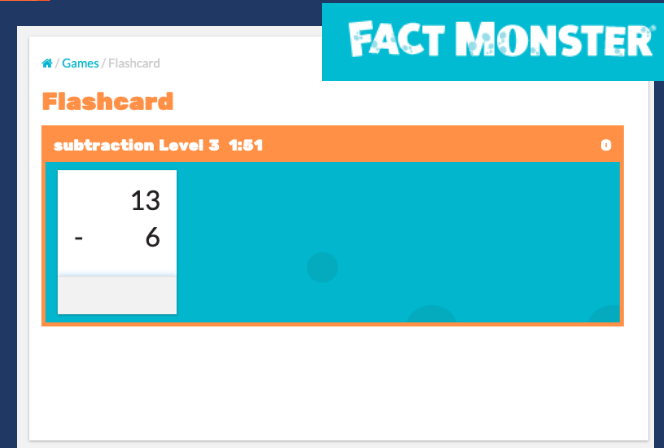 FACT MONSTER
/ Games / Flashcard
Flashcard
subtraction Level 3 1:51 0
13
- 6